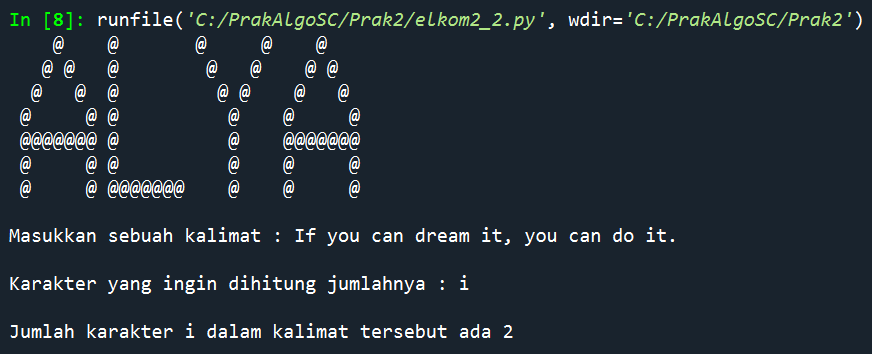 In [8]: runfile('C:/PrakAlgoSC/Prak2/elkom2_2.py', wdir='C:/PrakAlgoSC/Prak2')
    @    @       @     @    @
   @ @   @        @   @    @ @
  @   @  @         @ @    @   @
 @     @ @          @    @     @
 @@@@@@@ @          @    @@@@@@@
 @     @ @          @    @     @
 @     @ @@@@@@@    @    @     @
Masukkan sebuah kalimat : If you can dream it, you can do it.
Karakter yang ingin dihitung jumlahnya : i
Jumlah karakter i dalam kalimat tersebut ada 2